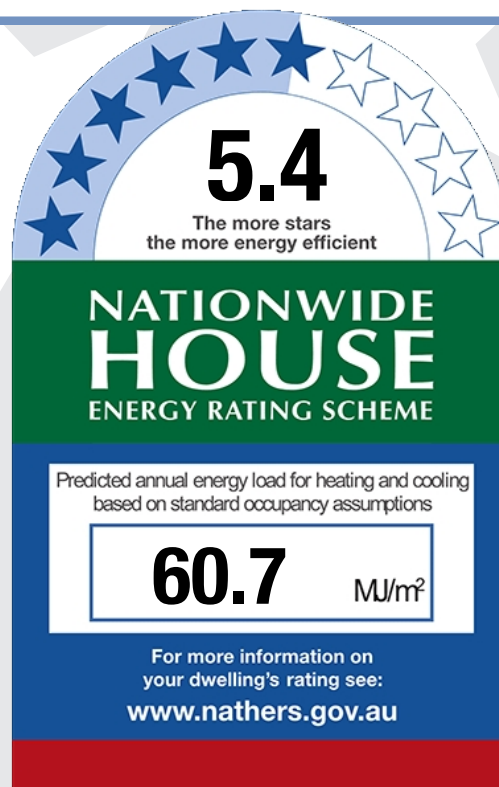 5.4
The more stars
the more energy efficient
NATIONWIDE
HOUSE
ENERGY RATING SCHEME
Predicted annual energy load for heating and cooling
based on standard occupancy assumptions
60.7 MJ/m²
For more information on
your dwelling's rating see:
www.nathers.gov.au